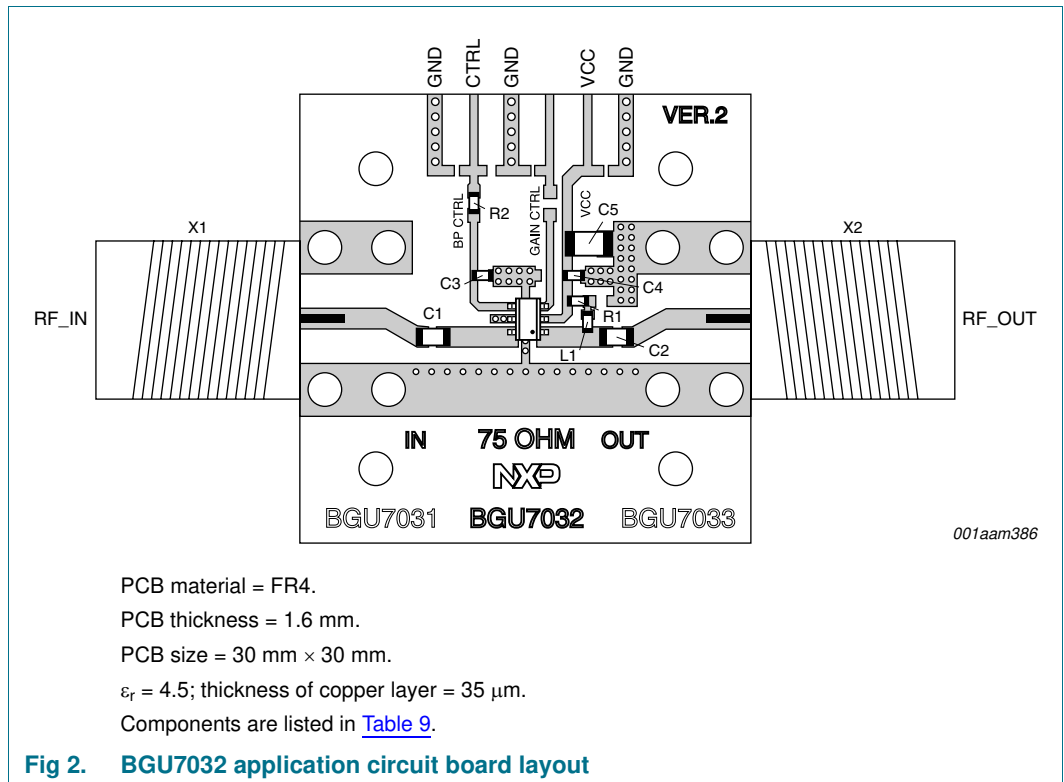 GND
CTRL
GND
VCC
GND
VER.2
BP CTRL
R2
GAIN CTRL
VCC
C5
X1
X2
C3
C4
RF_IN
C1
R1
RF_OUT
L1
C2
IN 75 OHM OUT
NXP
BGU7031 BGU7032 BGU7033
001aam386
PCB material = FR4.
PCB thickness = 1.6 mm.
PCB size = 30 mm × 30 mm.
εr = 4.5; thickness of copper layer = 35 μm.
Components are listed in Table 9.
Fig 2. BGU7032 application circuit board layout